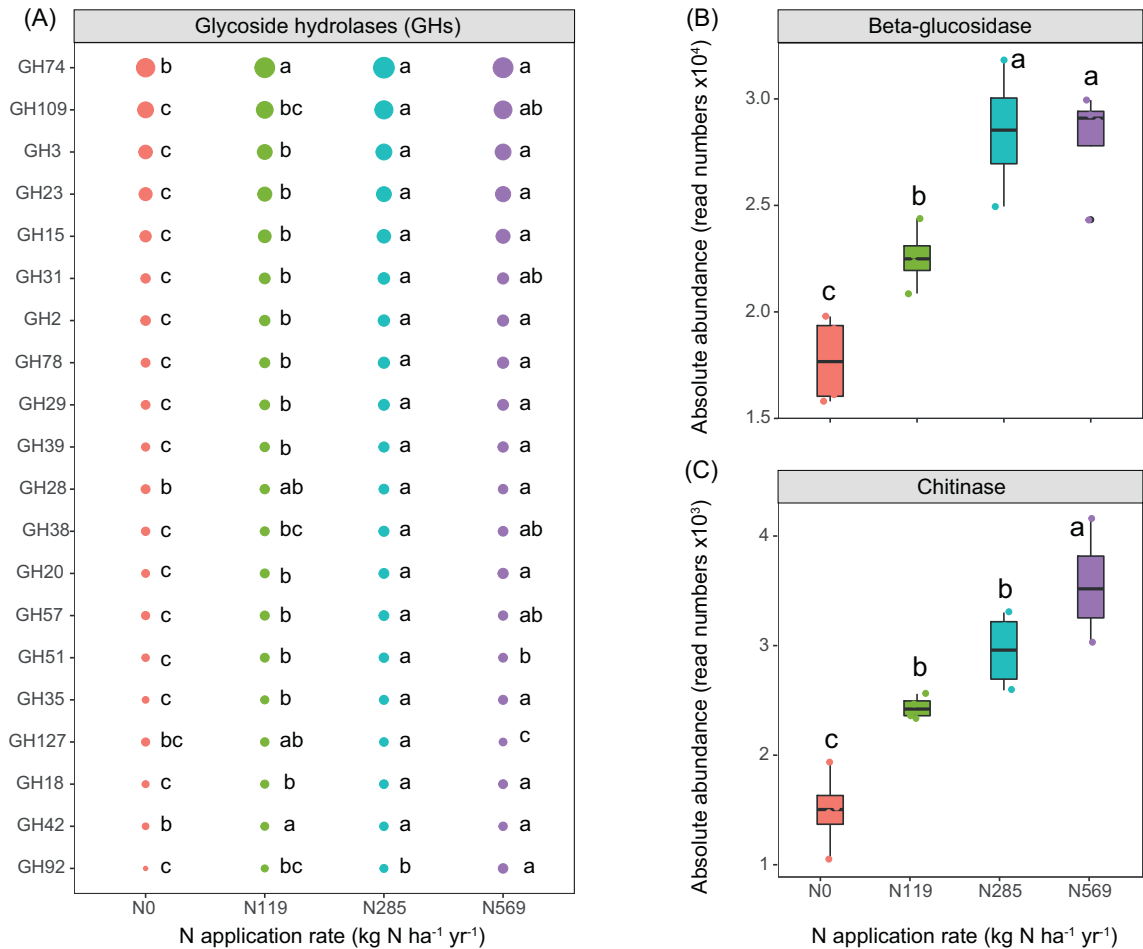 (A)
Glycoside hydrolases (GHs)
GH74 b a a a
GH109 c bc a ab
GH3 c b a a
GH23 c b a a
GH15 c b a a
GH31 c b a ab
GH2 c b a a
GH78 c b a a
GH29 c b a a
GH39 c b a a
GH28 b ab a a
GH38 c bc a ab
GH20 c b a a
GH57 c b a ab
GH51 c b a b
GH35 c b a a
GH127 bc ab a c
GH18 c b a a
GH42 b a a a
GH92 c bc b a
N0 N119 N285 N569
N application rate (kg N ha⁻¹ yr⁻¹)
(B)
Beta-glucosidase
Absolute abundance (read numbers x10⁴)
3.0
2.5
2.0
1.5
c b a a
(C)
Chitinase
Absolute abundance (read numbers x10³)
4
3
2
1
c b b a
N0 N119 N285 N569
N application rate (kg N ha⁻¹ yr⁻¹)